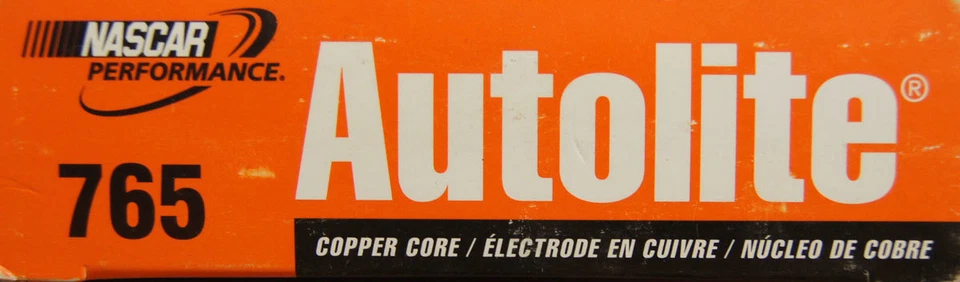 NASCAR
PERFORMANCE.
Autolite®
765
COPPER CORE / ÉLECTRODE EN CUIVRE / NÚCLEO DE COBRE